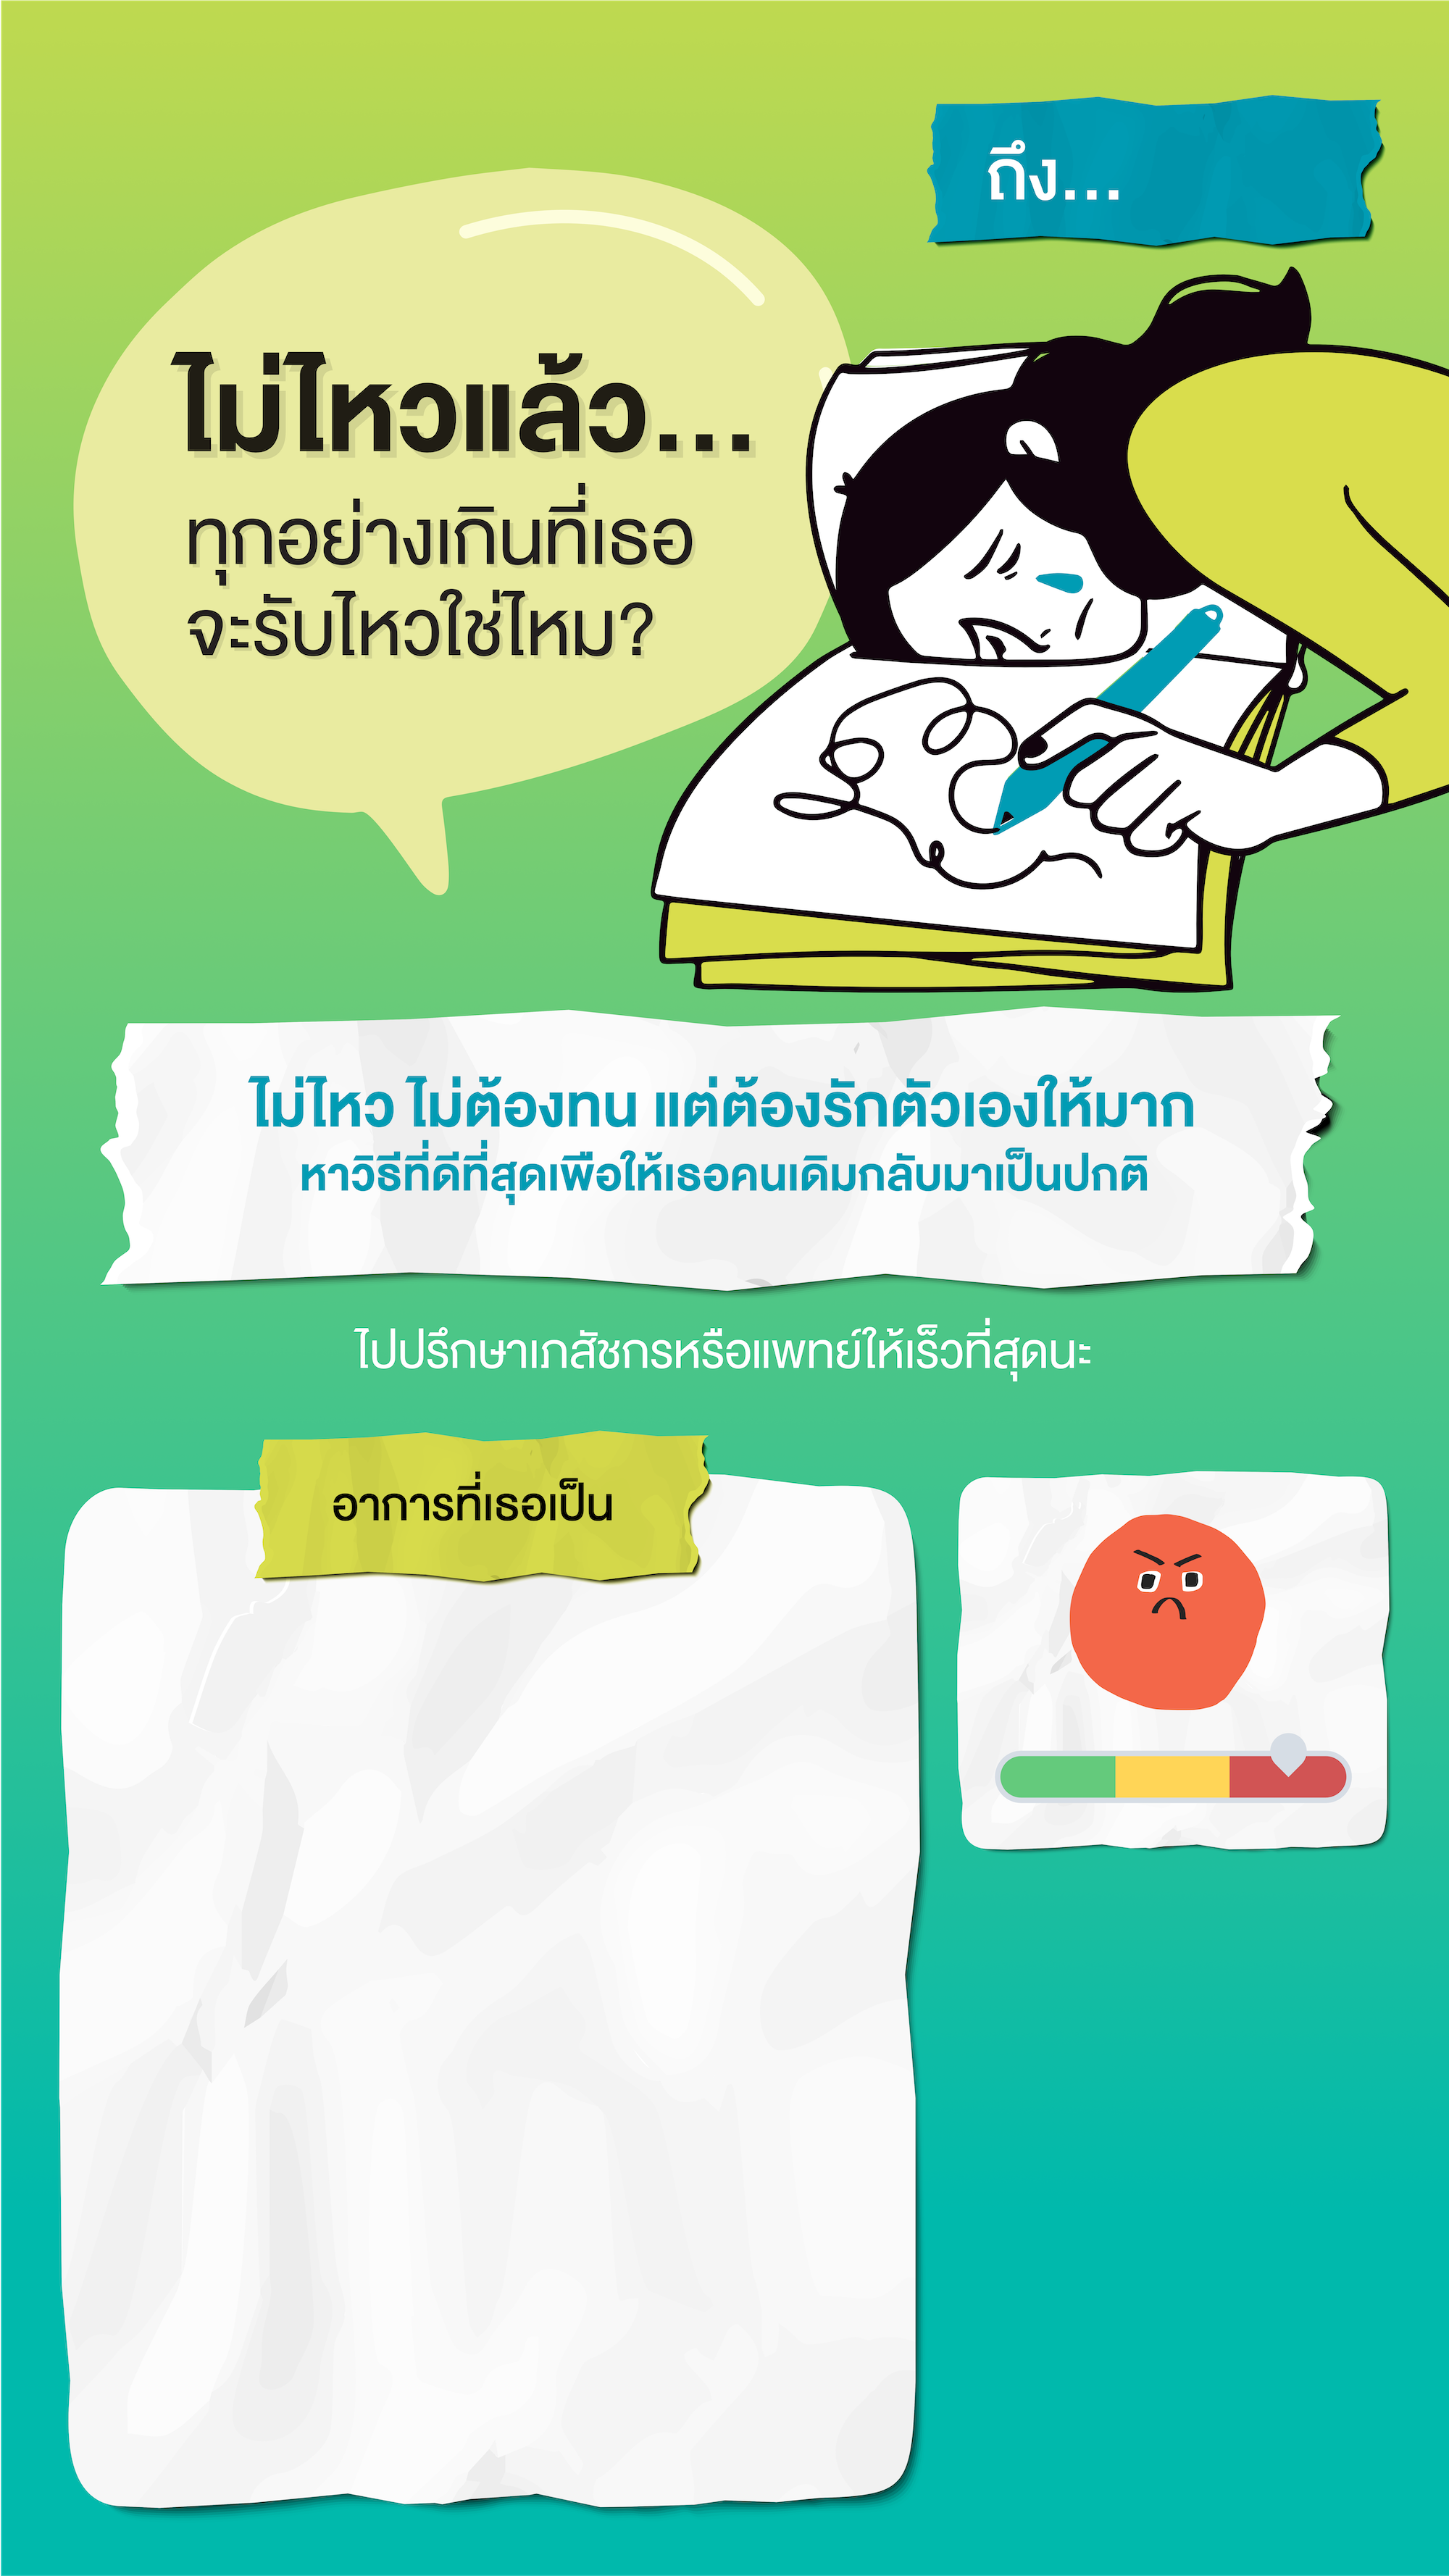 ถึง...
ไม่ไหวแล้ว...
ทุกอย่างเกินที่เธอ
จะรับไหวใช่ไหม?
ไม่ไหว ไม่ต้องทน แต่ต้องรักตัวเองให้มาก
หาวิธีที่ดีที่สุดเพือให้เธอคนเดิมกลับมาเป็นปกติ
ไปปรึกษาเภสัชกรหรือแพทย์ให้เร็วที่สุดนะ
อาการที่เธอเป็น